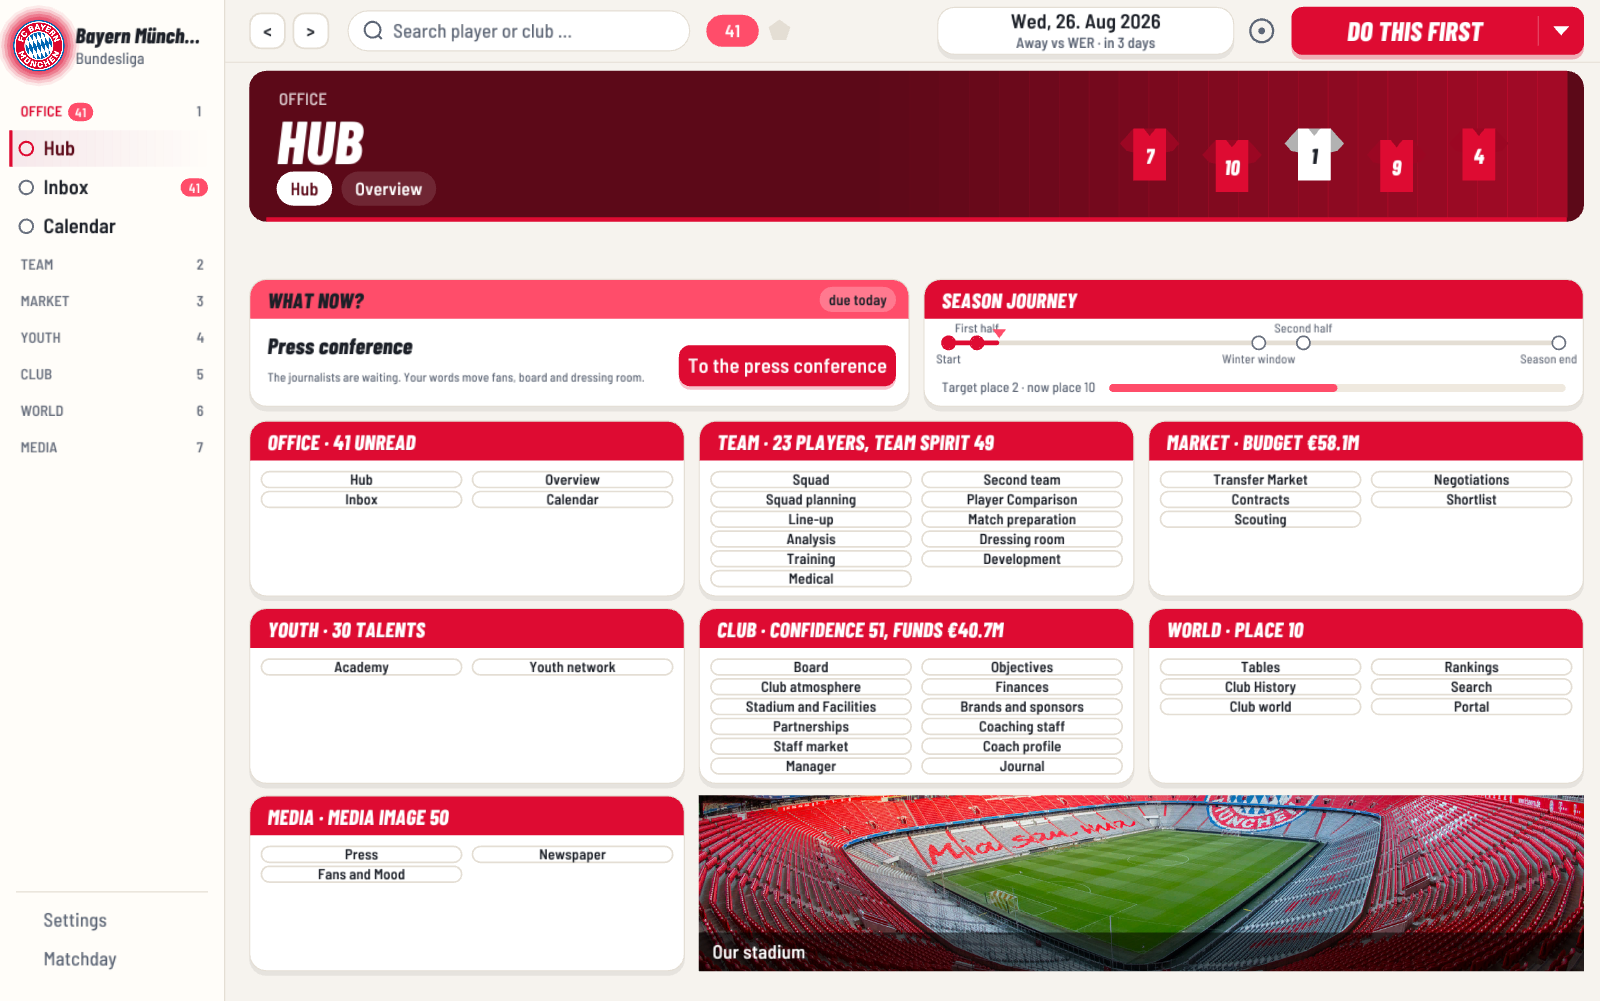 Bayern Münch...
Bundesliga
OFFICE 41 1
Hub
Inbox 41
Calendar
TEAM 2
MARKET 3
YOUTH 4
CLUB 5
WORLD 6
MEDIA 7
Settings
Matchday
< >
Search player or club ...
41
Wed, 26. Aug 2026
Away vs WER · in 3 days
DO THIS FIRST
OFFICE
HUB
Hub Overview
7 10 1 9 4
WHAT NOW? due today
Press conference
The journalists are waiting. Your words move fans, board and dressing room.
To the press conference
SEASON JOURNEY
First half Second half
Start Winter window Season end
Target place 2 · now place 10
OFFICE · 41 UNREAD
Hub Overview
Inbox Calendar
TEAM · 23 PLAYERS, TEAM SPIRIT 49
Squad Second team
Squad planning Player Comparison
Line-up Match preparation
Analysis Dressing room
Training Development
Medical
MARKET · BUDGET €58.1M
Transfer Market Negotiations
Contracts Shortlist
Scouting
YOUTH · 30 TALENTS
Academy Youth network
CLUB · CONFIDENCE 51, FUNDS €40.7M
Board Objectives
Club atmosphere Finances
Stadium and Facilities Brands and sponsors
Partnerships Coaching staff
Staff market Coach profile
Manager Journal
WORLD · PLACE 10
Tables Rankings
Club History Search
Club world Portal
MEDIA · MEDIA IMAGE 50
Press Newspaper
Fans and Mood
Mia san mia
Our stadium